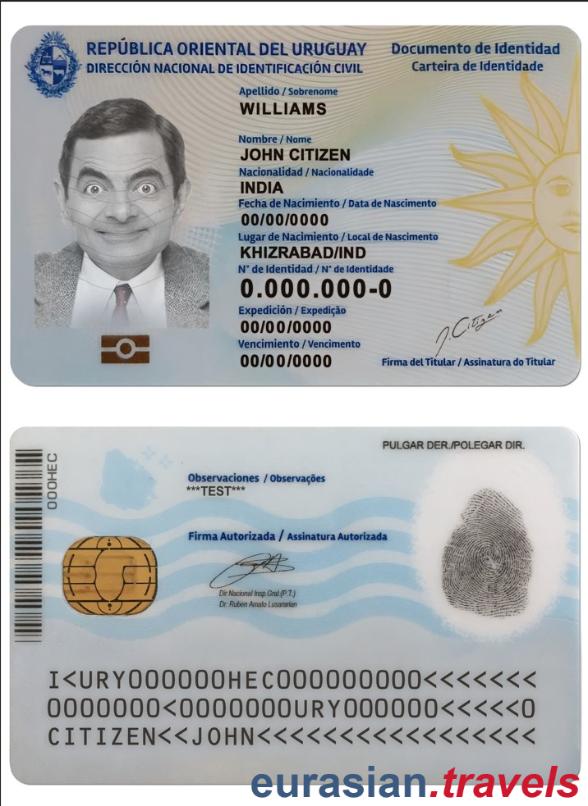 REPÚBLICA ORIENTAL DEL URUGUAY
DIRECCIÓN NACIONAL DE IDENTIFICACIÓN CIVIL
Documento de Identidad
Carteira de Identidade
Apellido / Sobrenome
WILLIAMS
Nombre / Nome
JOHN CITIZEN
Nacionalidad / Nacionalidade
INDIA
Fecha de Nacimiento / Data de Nascimento
00/00/0000
Lugar de Nacimiento / Local de Nascimento
KHIZRABAD/IND
N° de Identidad / N° de Identidade
0.000.000-0
Expedición / Expedição
00/00/0000
Vencimiento / Vencimento
00/00/0000
J. Citizen
Firma del Titular / Assinatura do Titular
000HEC
PULGAR DER./POLEGAR DIR.
Observaciones / Observações
***TEST***
Firma Autorizada / Assinatura Autorizada
Dir Nacional Insp. Gral. (P.T.)
Dr. Ruben Amato Lusararian
I<URY000000HEC000000000<<<<<<<
0000000<0000000URY000000<<<<<0
CITIZEN<<JOHN<<<<<<<<<<<<<<<<<
eurasian.travels